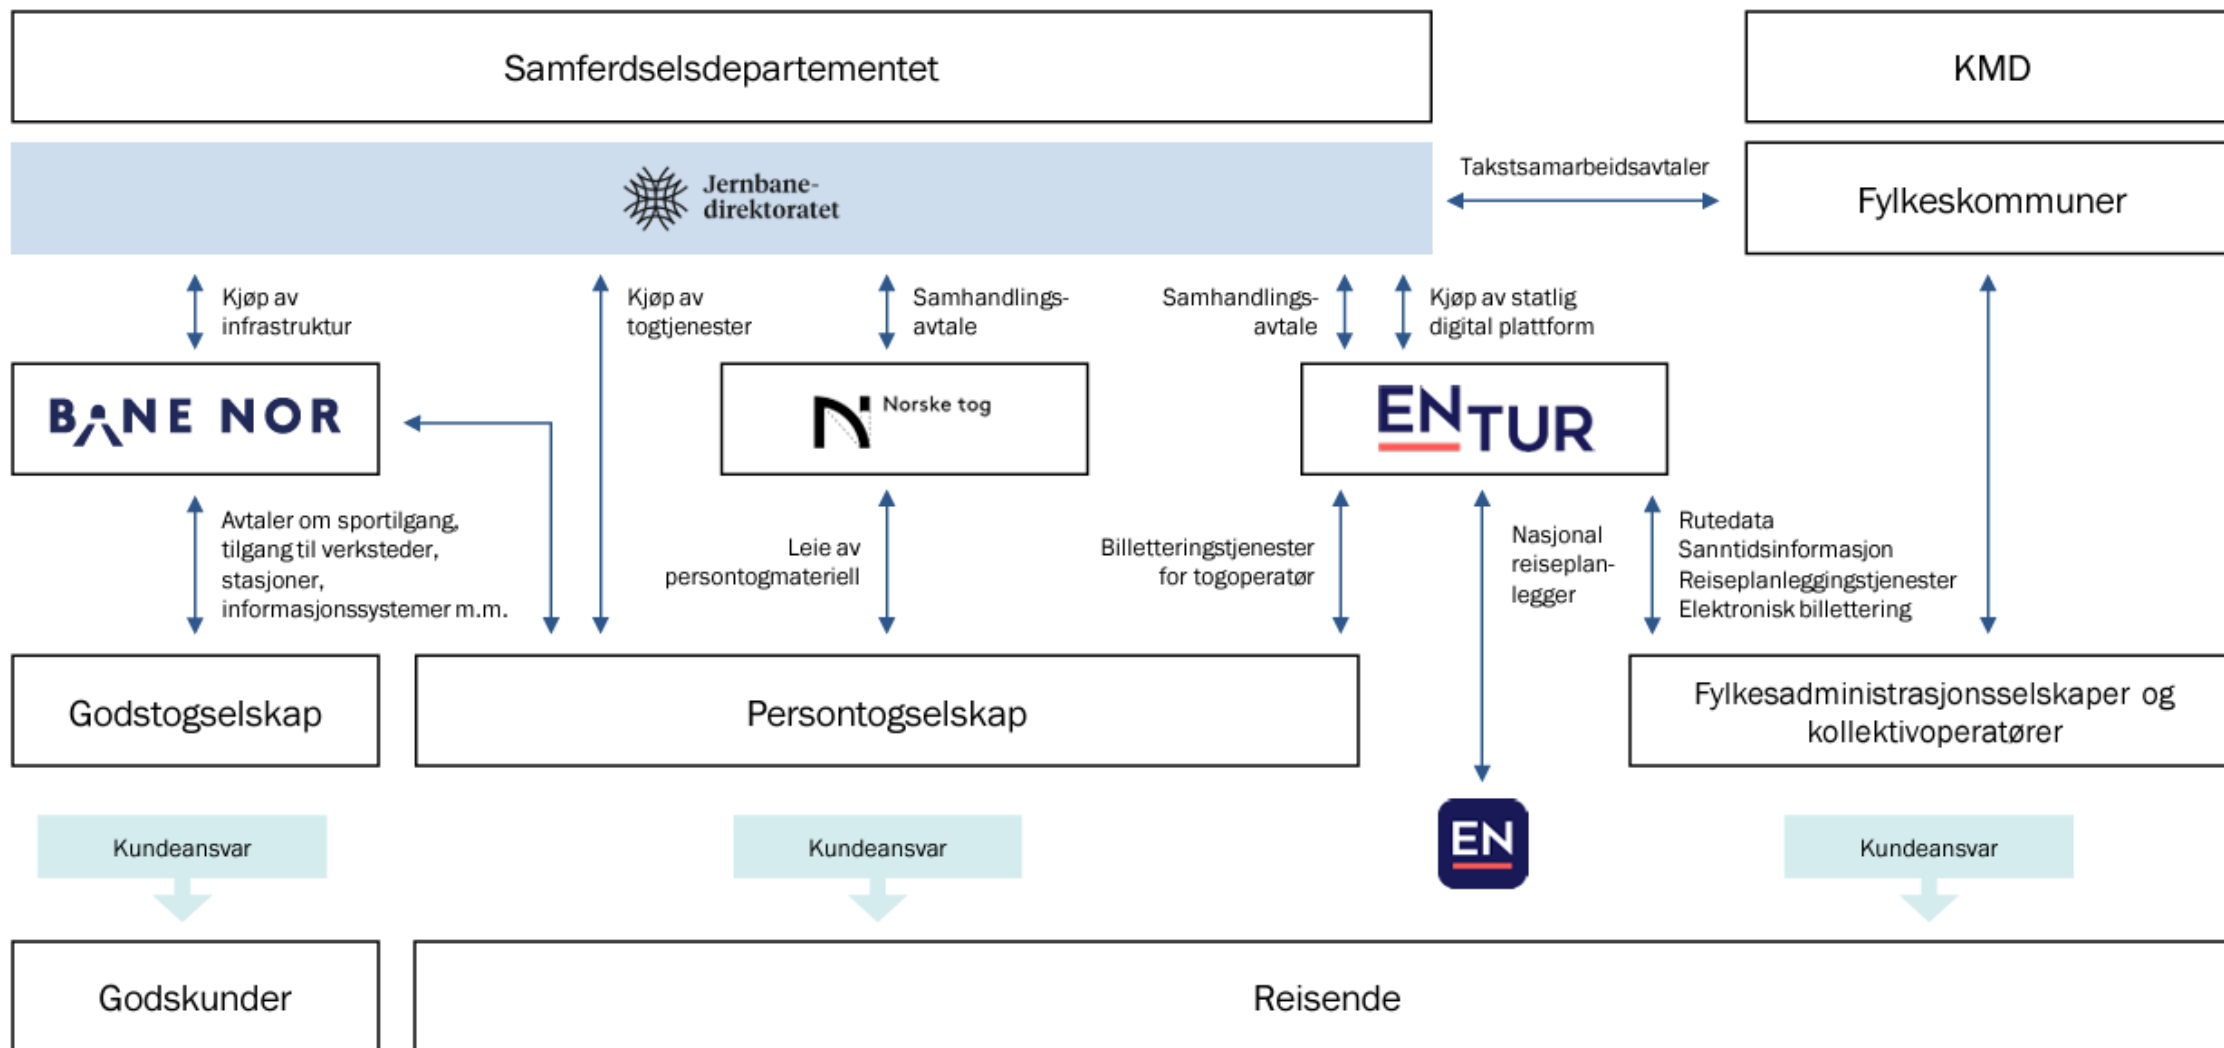 Samferdselsdepartementet
KMD
Jernbane-
direktoratet
Takstsamarbeidsavtaler
Fylkeskommuner
Kjøp av
infrastruktur
Kjøp av
togtjenester
Samhandlings-
avtale
Samhandlings-
avtale
Kjøp av statlig
digital plattform
BANE NOR
Norske tog
ENTUR
Avtaler om sportilgang,
tilgang til verksteder,
stasjoner,
informasjonssystemer m.m.
Leie av
persontogmateriell
Billetteringstjenester
for togoperatør
Nasjonal
reiseplan-
legger
Rutedata
Sanntidsinformasjon
Reiseplanleggingstjenester
Elektronisk billettering
Godstogselskap
Persontogselskap
Fylkesadministrasjonsselskaper og
kollektivoperatører
Kundeansvar
Kundeansvar
EN
Kundeansvar
Godskunder
Reisende